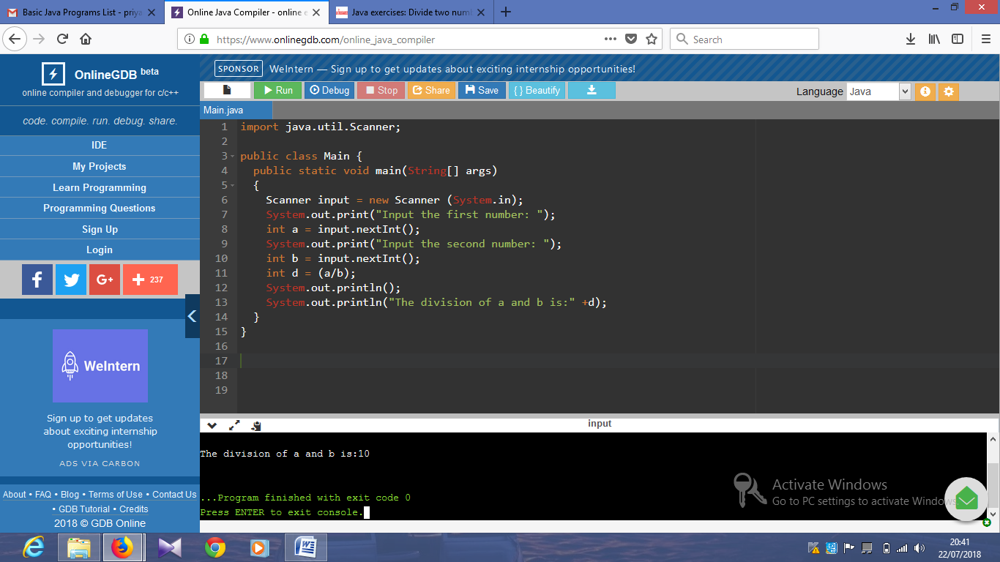 Basic Java Programs List - priya
Online Java Compiler - online e
Java exercises: Divide two num
https://www.onlinegdb.com/online_java_compiler
Search
OnlineGDB beta
online compiler and debugger for c/c++
code. compile. run. debug. share.
IDE
My Projects
Learn Programming
Programming Questions
Sign Up
Login
f
G+
237
WeIntern
Sign up to get updates
about exciting internship
opportunities!
ADS VIA CARBON
About • FAQ • Blog • Terms of Use • Contact Us
• GDB Tutorial • Credits
2018 © GDB Online
SPONSOR WeIntern — Sign up to get updates about exciting internship opportunities!
Run Debug Stop Share Save { } Beautify
Language Java
Main.java
1 import java.util.Scanner;
2
3 public class Main {
4 public static void main(String[] args)
5 {
6 Scanner input = new Scanner (System.in);
7 System.out.print("Input the first number: ");
8 int a = input.nextInt();
9 System.out.print("Input the second number: ");
10 int b = input.nextInt();
11 int d = (a/b);
12 System.out.println();
13 System.out.println("The division of a and b is:" +d);
14 }
15 }
16
17
18
19
input
The division of a and b is:10
...Program finished with exit code 0
Press ENTER to exit console.
Activate Windows
Go to PC settings to activate Windows.
20:41
22/07/2018